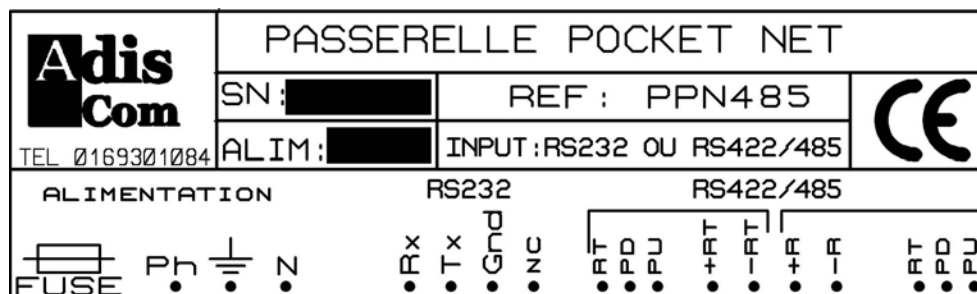 Adis
Com
TEL 0169301084
PASSERELLE POCKET NET
SN:
REF: PPN485
ALIM:
INPUT:RS232 OU RS422/485
CE
ALIMENTATION
RS232
RS422/485
FUSE
Ph
N
Rx
Tx
Gnd
NC
RT
PD
PU
+RT
-RT
+R
-R
RT
PD
PU